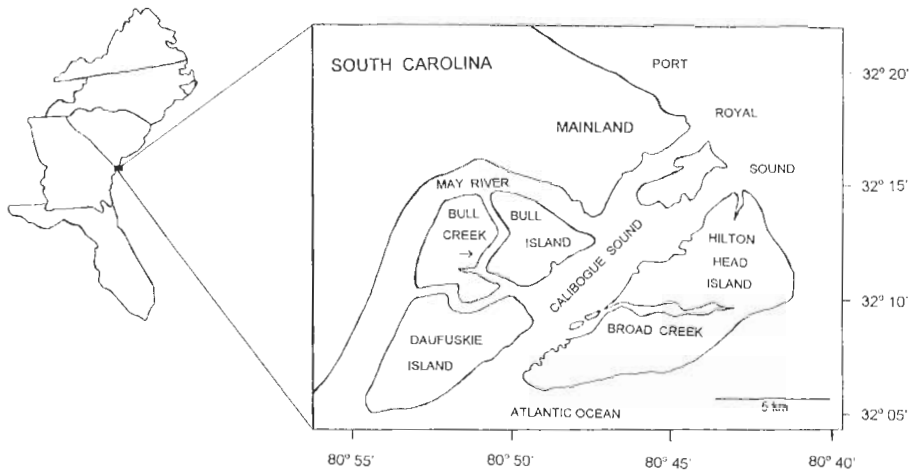 SOUTH CAROLINA
PORT
ROYAL
SOUND
MAINLAND
MAY RIVER
BULL
CREEK
→
BULL
ISLAND
CALIBOGUE SOUND
HILTON
HEAD
ISLAND
BROAD CREEK
DAUFUSKIE
ISLAND
ATLANTIC OCEAN
5 km
32° 20'
32° 15'
32° 10'
32° 05'
80° 55'
80° 50'
80° 45'
80° 40'